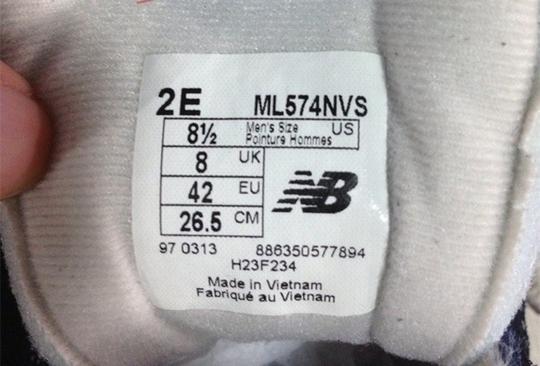 2E ML574NVS
8½ Men's Size US
Pointure Hommes
8 UK
42 EU
26.5 CM
NB
97 0313 886350577894
H23F234
Made in Vietnam
Fabriqué au Vietnam